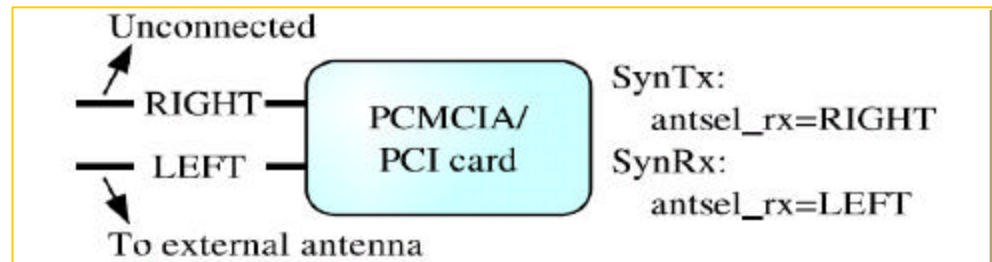 Unconnected
RIGHT
LEFT
To external antenna
PCMCIA/
PCI card
SynTx:
antsel_rx=RIGHT
SynRx:
antsel_rx=LEFT